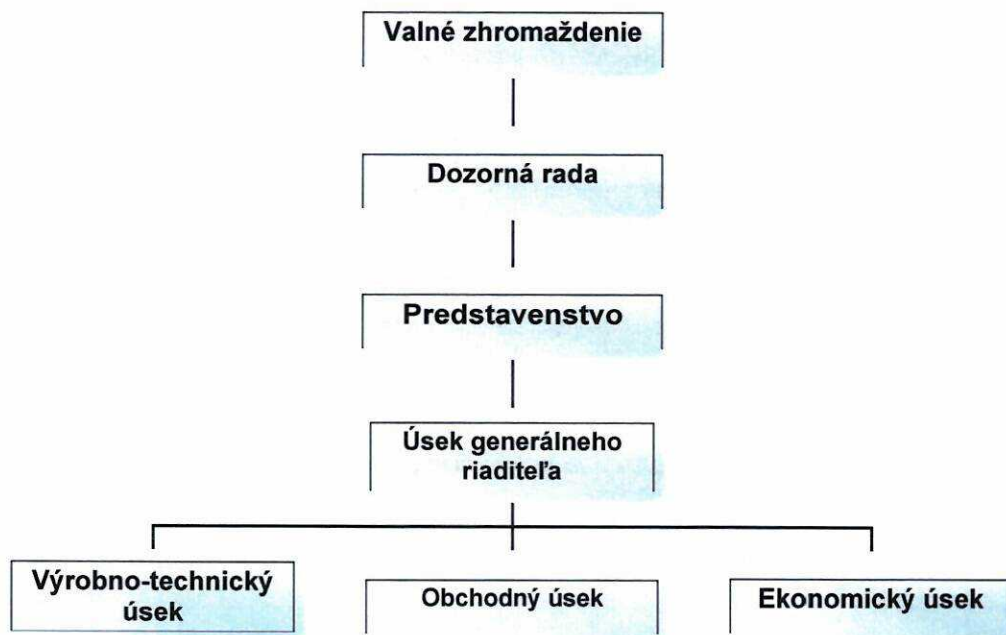 Valné zhromaždenie
Dozorná rada
Predstavenstvo
Úsek generálneho
riaditeľa
Výrobno-technický
úsek
Obchodný úsek
Ekonomický úsek